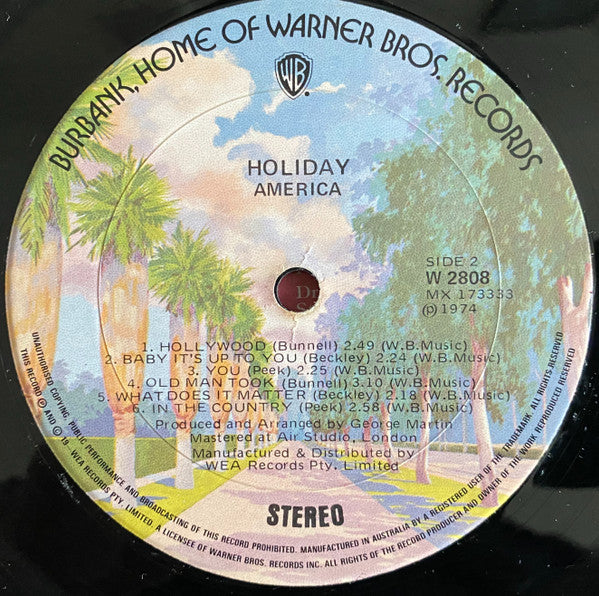 BURBANK, HOME OF WARNER BROS. RECORDS
WB
HOLIDAY
AMERICA
SIDE 2
W 2808
MX 173333
℗ 1974
1. HOLLYWOOD (Bunnell) 2.49 (W.B.Music)
2. BABY IT'S UP TO YOU (Beckley) 2.24 (W.B.Music)
3. YOU (Peek) 2.25 (W.B.Music)
4. OLD MAN TOOK (Bunnell) 3.10 (W.B.Music)
5. WHAT DOES IT MATTER (Beckley) 2.18 (W.B.Music)
6. IN THE COUNTRY (Peek) 2.58 (W.B.Music)
Produced and Arranged by George Martin
Mastered at Air Studio, London
Manufactured & Distributed by
WEA Records Pty. Limited
STEREO
UNAUTHORISED COPYING, PUBLIC PERFORMANCE AND BROADCASTING OF THIS RECORD PROHIBITED. MANUFACTURED IN AUSTRALIA BY A REGISTERED USER OF THE TRADEMARK. ALL RIGHTS RESERVED
THIS RECORD ℗ AND © 19 WEA RECORDS PTY. LIMITED. A LICENSEE OF WARNER BROS. RECORDS INC. ALL RIGHTS OF THE RECORD PRODUCER AND OWNER OF THE WORK REPRODUCED RESERVED.